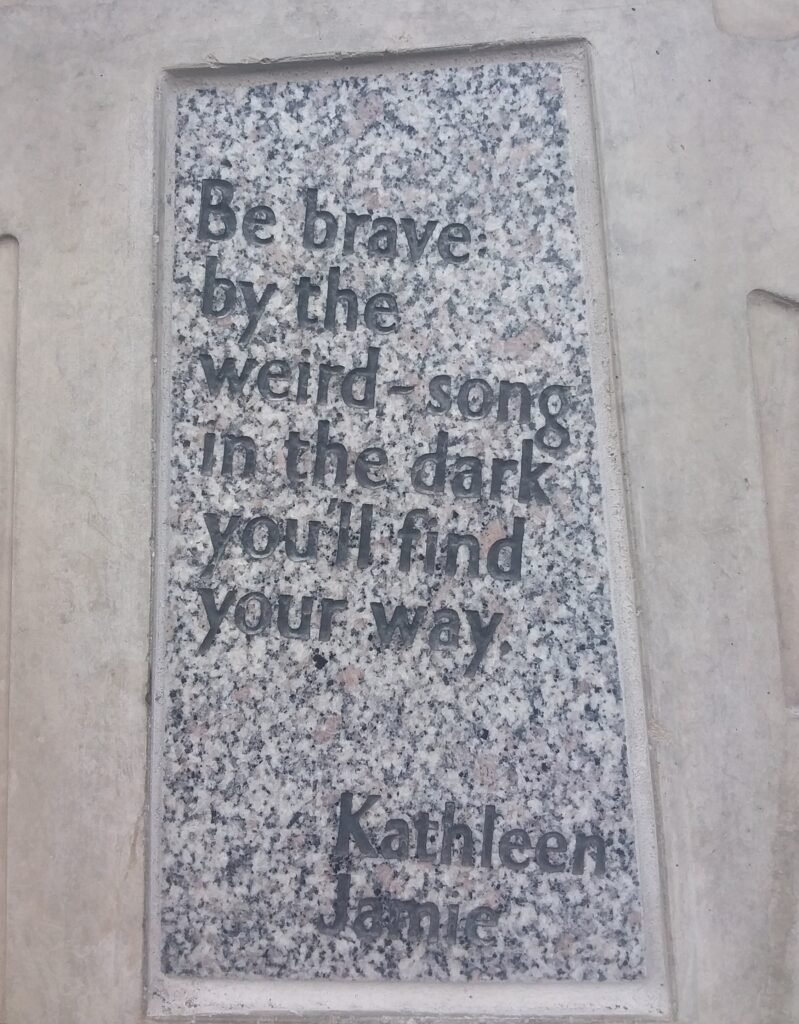 Be brave:
by the
weird-song
in the dark
you'll find
your way.
Kathleen
Jamie